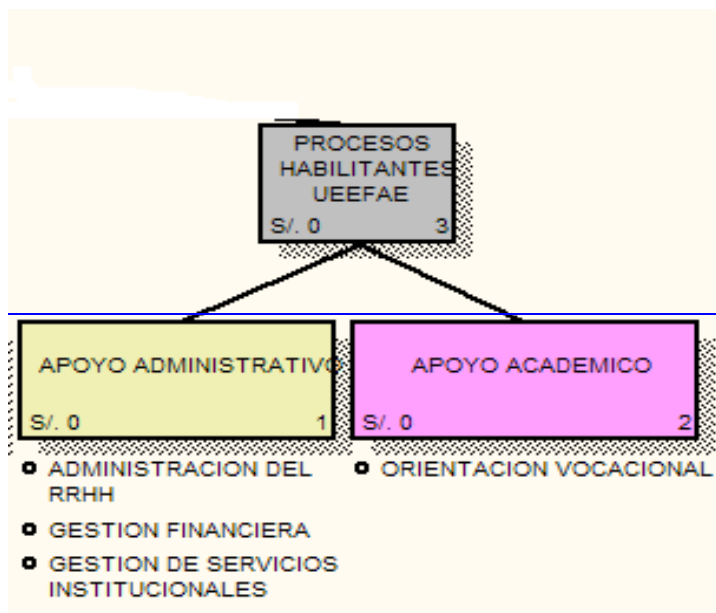 PROCESOS
HABILITANTES
UEEFAE
S/. 0 3
APOYO ADMINISTRATIVO
S/. 0 1
APOYO ACADEMICO
S/. 0 2
ADMINISTRACION DEL
RRHH
GESTION FINANCIERA
GESTION DE SERVICIOS
INSTITUCIONALES
ORIENTACION VOCACIONAL